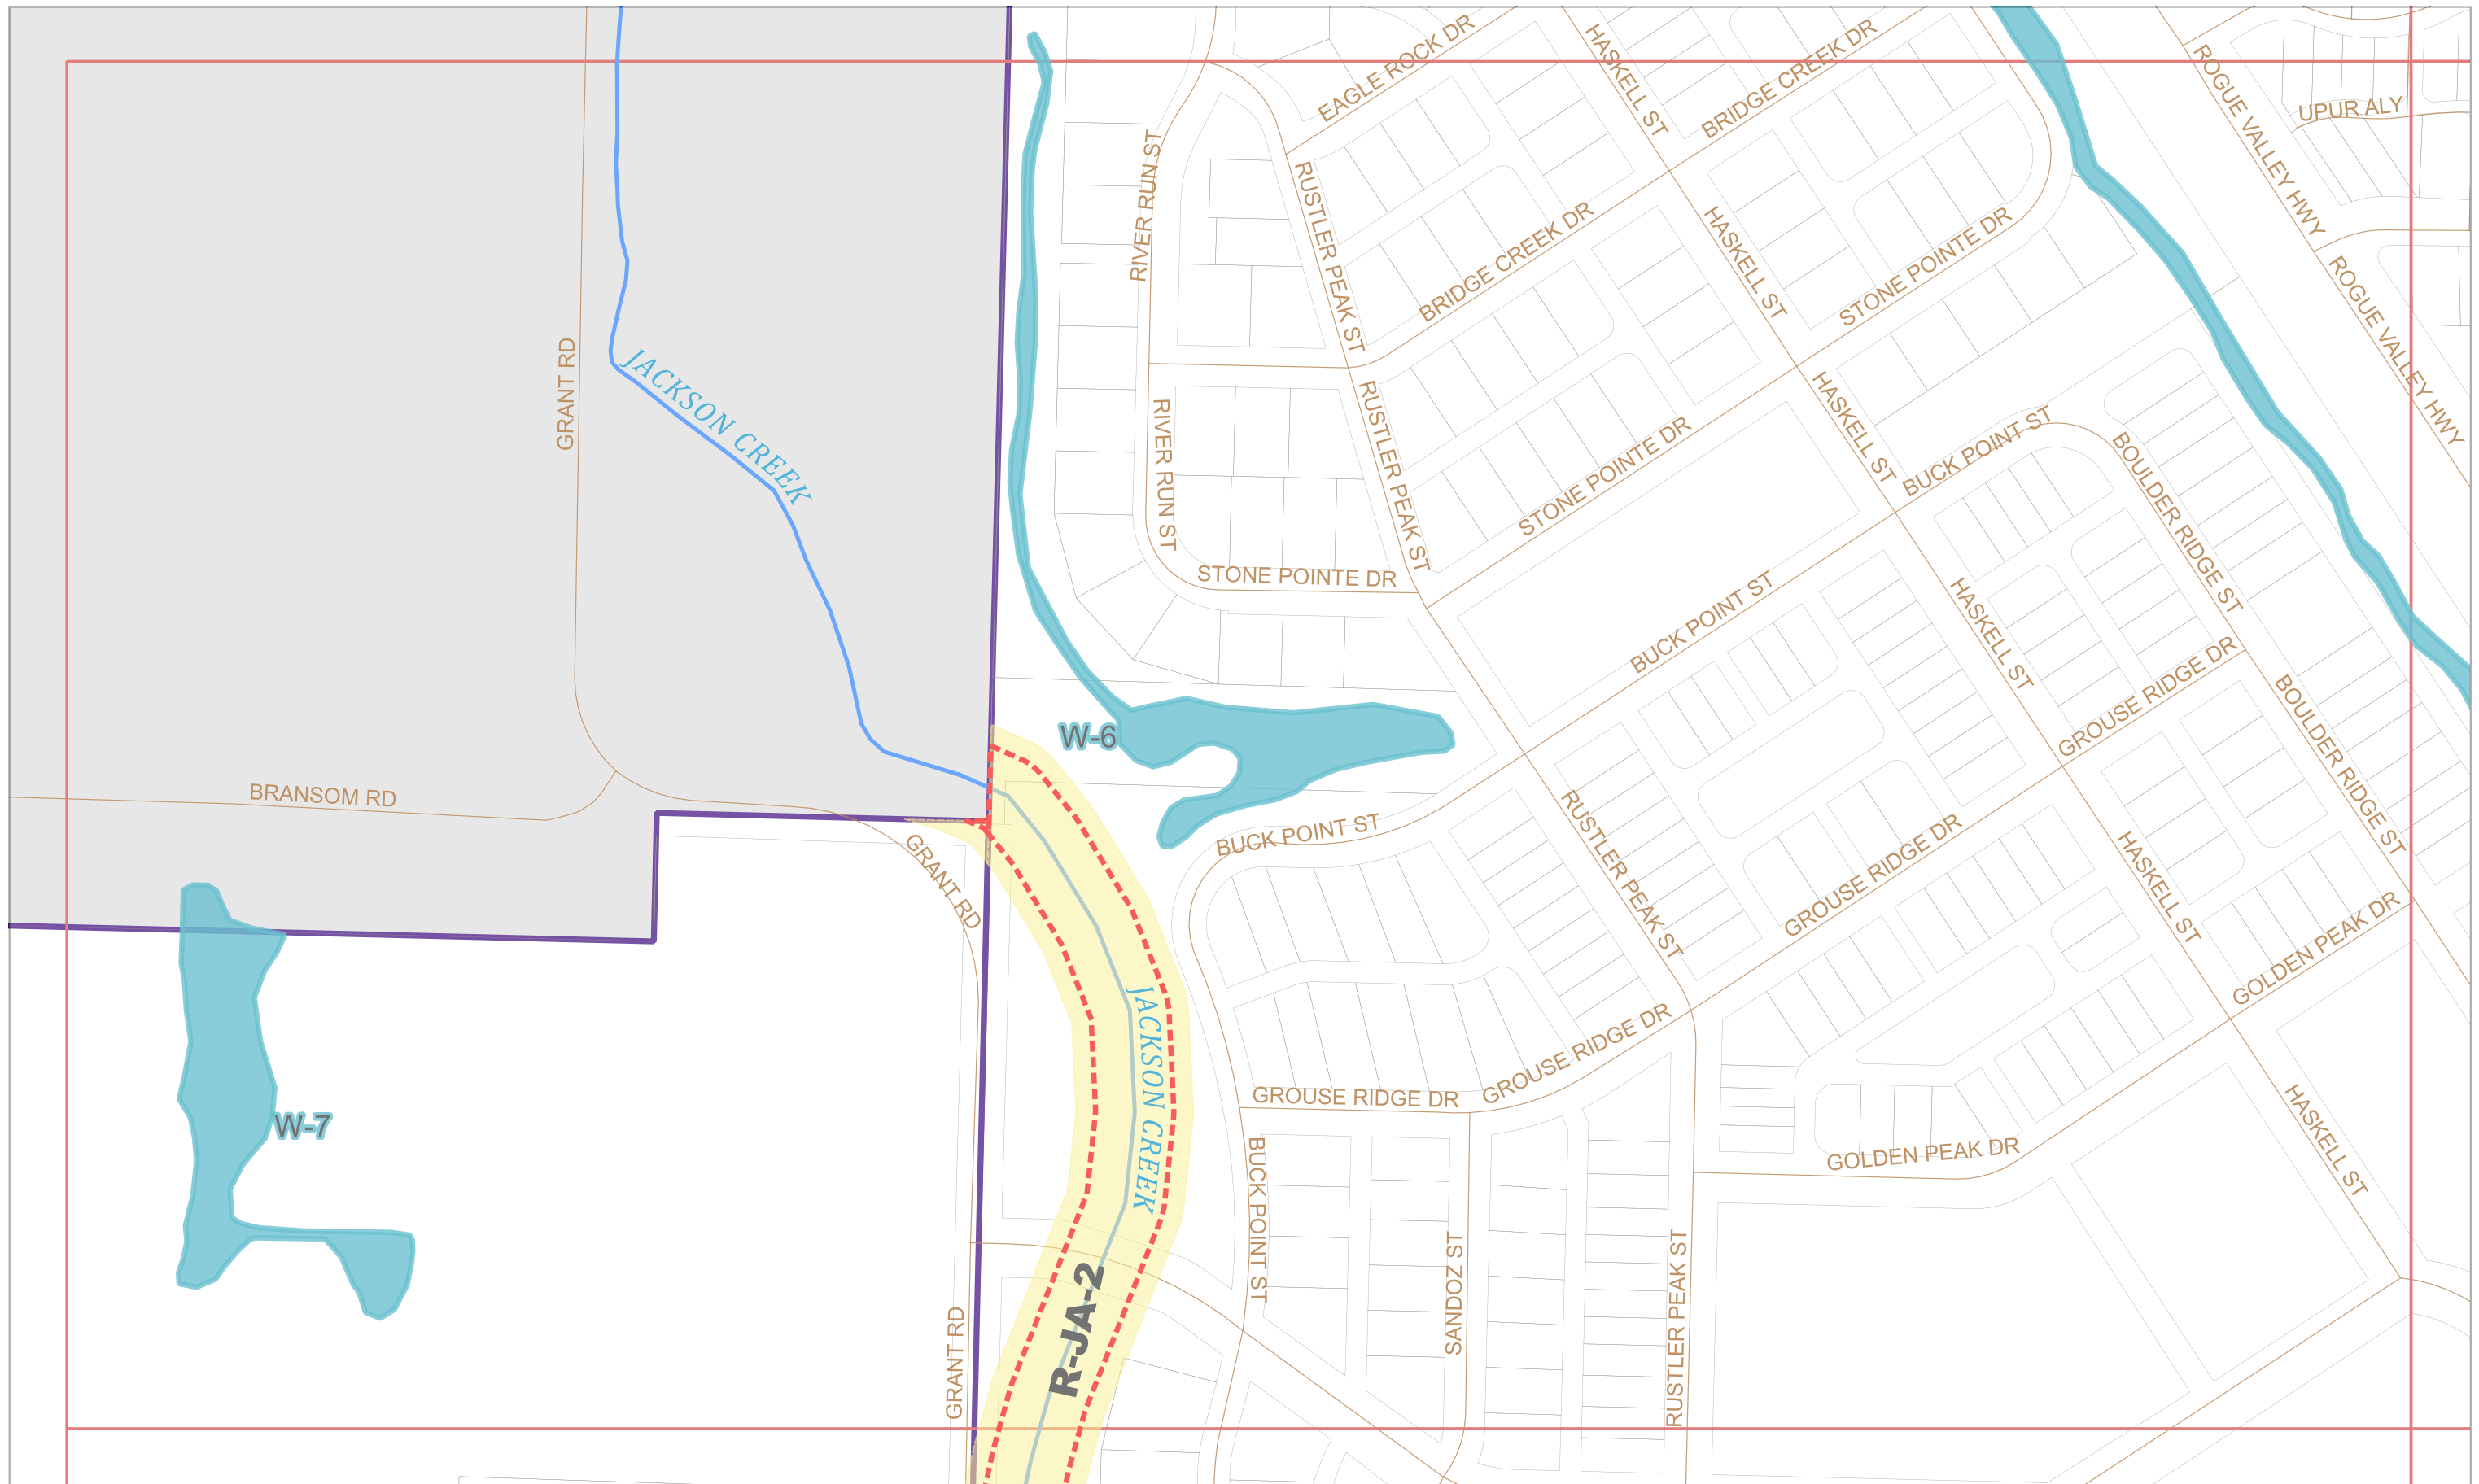 EAGLE ROCK DR
HASKELL ST
BRIDGE CREEK DR
ROGUE VALLEY HWY
UPUR ALY
RIVER RUN ST
RUSTLER PEAK ST
BRIDGE CREEK DR
HASKELL ST
STONE POINTE DR
ROGUE VALLEY HWY
GRANT RD
JACKSON CREEK
RIVER RUN ST
RUSTLER PEAK ST
STONE POINTE DR
HASKELL ST
BUCK POINT ST
BOULDER RIDGE ST
STONE POINTE DR
BUCK POINT ST
HASKELL ST
GROUSE RIDGE DR
BOULDER RIDGE ST
W-6
BRANSOM RD
BUCK POINT ST
RUSTLER PEAK ST
GROUSE RIDGE DR
HASKELL ST
GRANT RD
GOLDEN PEAK DR
JACKSON CREEK
GROUSE RIDGE DR
GROUSE RIDGE DR
W-7
BUCK POINT ST
GOLDEN PEAK DR
HASKELL ST
R-JA-2
GRANT RD
SANDOZ ST
RUSTLER PEAK ST